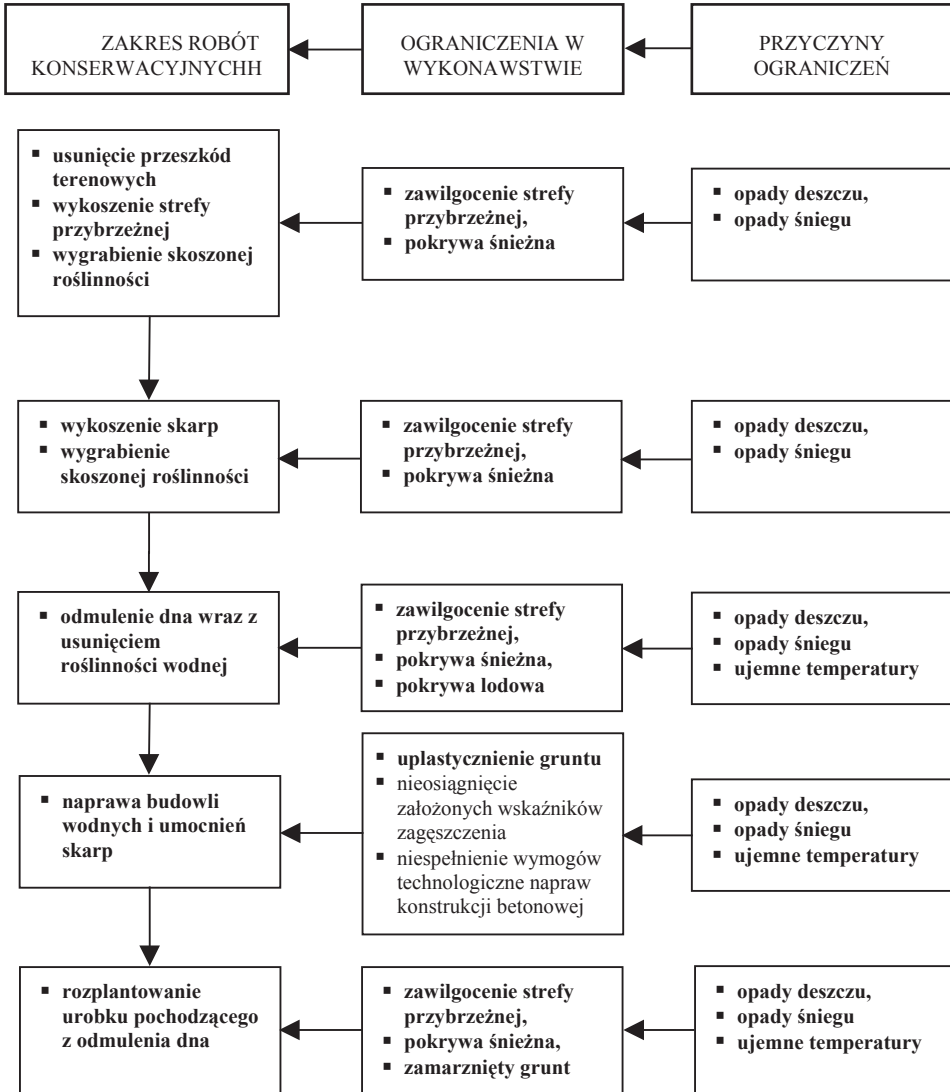 ZAKRES ROBÓT
KONSERWACYJNYCHH
OGRANICZENIA W
WYKONAWSTWIE
PRZYCZYNY
OGRANICZEŃ
▪ usunięcie przeszkód
terenowych
▪ wykoszenie strefy
przybrzeżnej
▪ wygrabienie skoszonej
roślinności
▪ zawilgocenie strefy
przybrzeżnej,
▪ pokrywa śnieżna
▪ opady deszczu,
▪ opady śniegu
▪ wykoszenie skarp
▪ wygrabienie
skoszonej roślinności
▪ zawilgocenie strefy
przybrzeżnej,
▪ pokrywa śnieżna
▪ opady deszczu,
▪ opady śniegu
▪ odmulenie dna wraz z
usunięciem
roślinności wodnej
▪ zawilgocenie strefy
przybrzeżnej,
▪ pokrywa śnieżna,
▪ pokrywa lodowa
▪ opady deszczu,
▪ opady śniegu
▪ ujemne temperatury
▪ naprawa budowli
wodnych i umocnień
skarp
▪ uplastycznienie gruntu
▪ nieosiągnięcie
założonych wskaźników
zagęszczenia
▪ niespełnienie wymogów
technologiczne napraw
konstrukcji betonowej
▪ opady deszczu,
▪ opady śniegu
▪ ujemne temperatury
▪ rozplantowanie
urobku pochodzącego
z odmulenia dna
▪ zawilgocenie strefy
przybrzeżnej,
▪ pokrywa śnieżna,
▪ zamarznięty grunt
▪ opady deszczu,
▪ opady śniegu
▪ ujemne temperatury